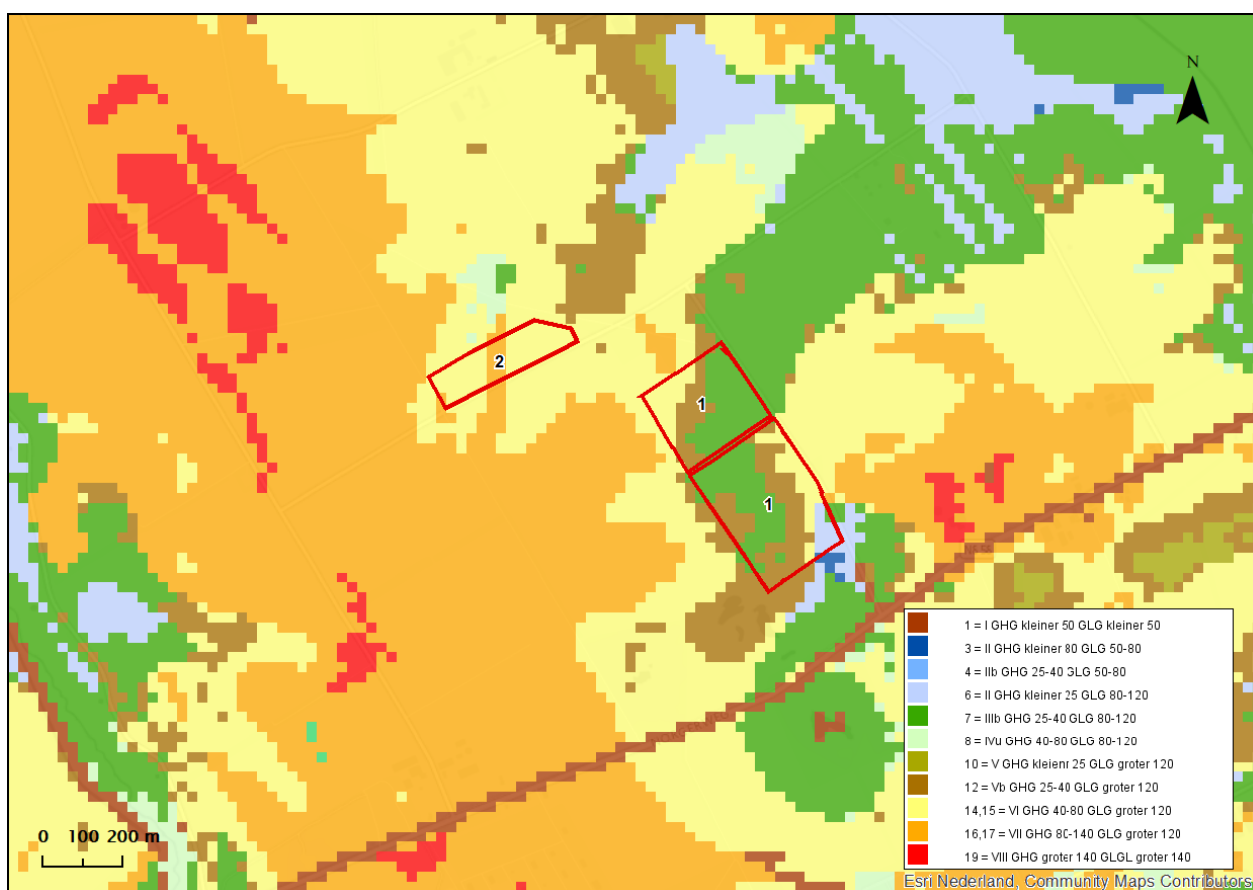 N
2
1
1
1 = I GHG kleiner 50 GLG kleiner 50
3 = II GHG kleiner 80 GLG 50-80
4 = IIb GHG 25-40 GLG 50-80
6 = II GHG kleiner 25 GLG 80-120
7 = IIIb GHG 25-40 GLG 80-120
8 = IVu GHG 40-80 GLG 80-120
10 = V GHG kleienr 25 GLG groter 120
12 = Vb GHG 25-40 GLG groter 120
14,15 = VI GHG 40-80 GLG groter 120
16,17 = VII GHG 80-140 GLG groter 120
19 = VIII GHG groter 140 GLGL groter 140
0 100 200 m
Esri Nederland, Community Maps Contributors